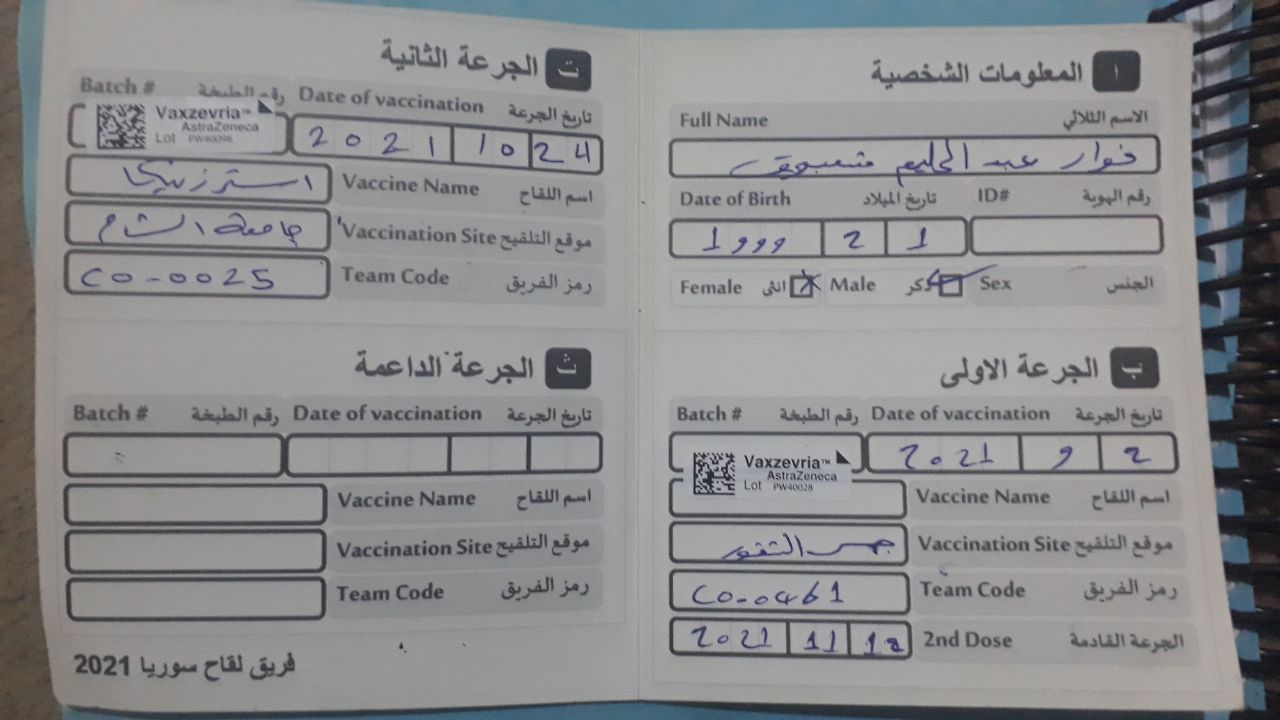 ا المعلومات الشخصية
Full Name الاسم الثلاثي
عبد الحليم
Date of Birth تاريخ الميلاد ID# رقم الهوية
1999 2 1
Female انثى Male ذكر Sex الجنس
ب الجرعة الاولى
Batch # رقم الطبخة Date of vaccination تاريخ الجرعة
Vaxzevria™ AstraZeneca Lot PW40028
2021 9 2
Vaccine Name اسم اللقاح
Vaccination Site موقع التلقيح
Team Code رمز الفريق
CO-0461
2nd Dose الجرعة القادمة
2021 11
ت الجرعة الثانية
Batch # رقم الطبخة Date of vaccination تاريخ الجرعة
Vaxzevria™ AstraZeneca Lot PW40096
2021 10 24
استرزنيكا Vaccine Name اسم اللقاح
جامعة الشام Vaccination Site موقع التلقيح
CO-0025 Team Code رمز الفريق
ث الجرعة الداعمة
Batch # رقم الطبخة Date of vaccination تاريخ الجرعة
Vaccine Name اسم اللقاح
Vaccination Site موقع التلقيح
Team Code رمز الفريق
فريق لقاح سوريا 2021